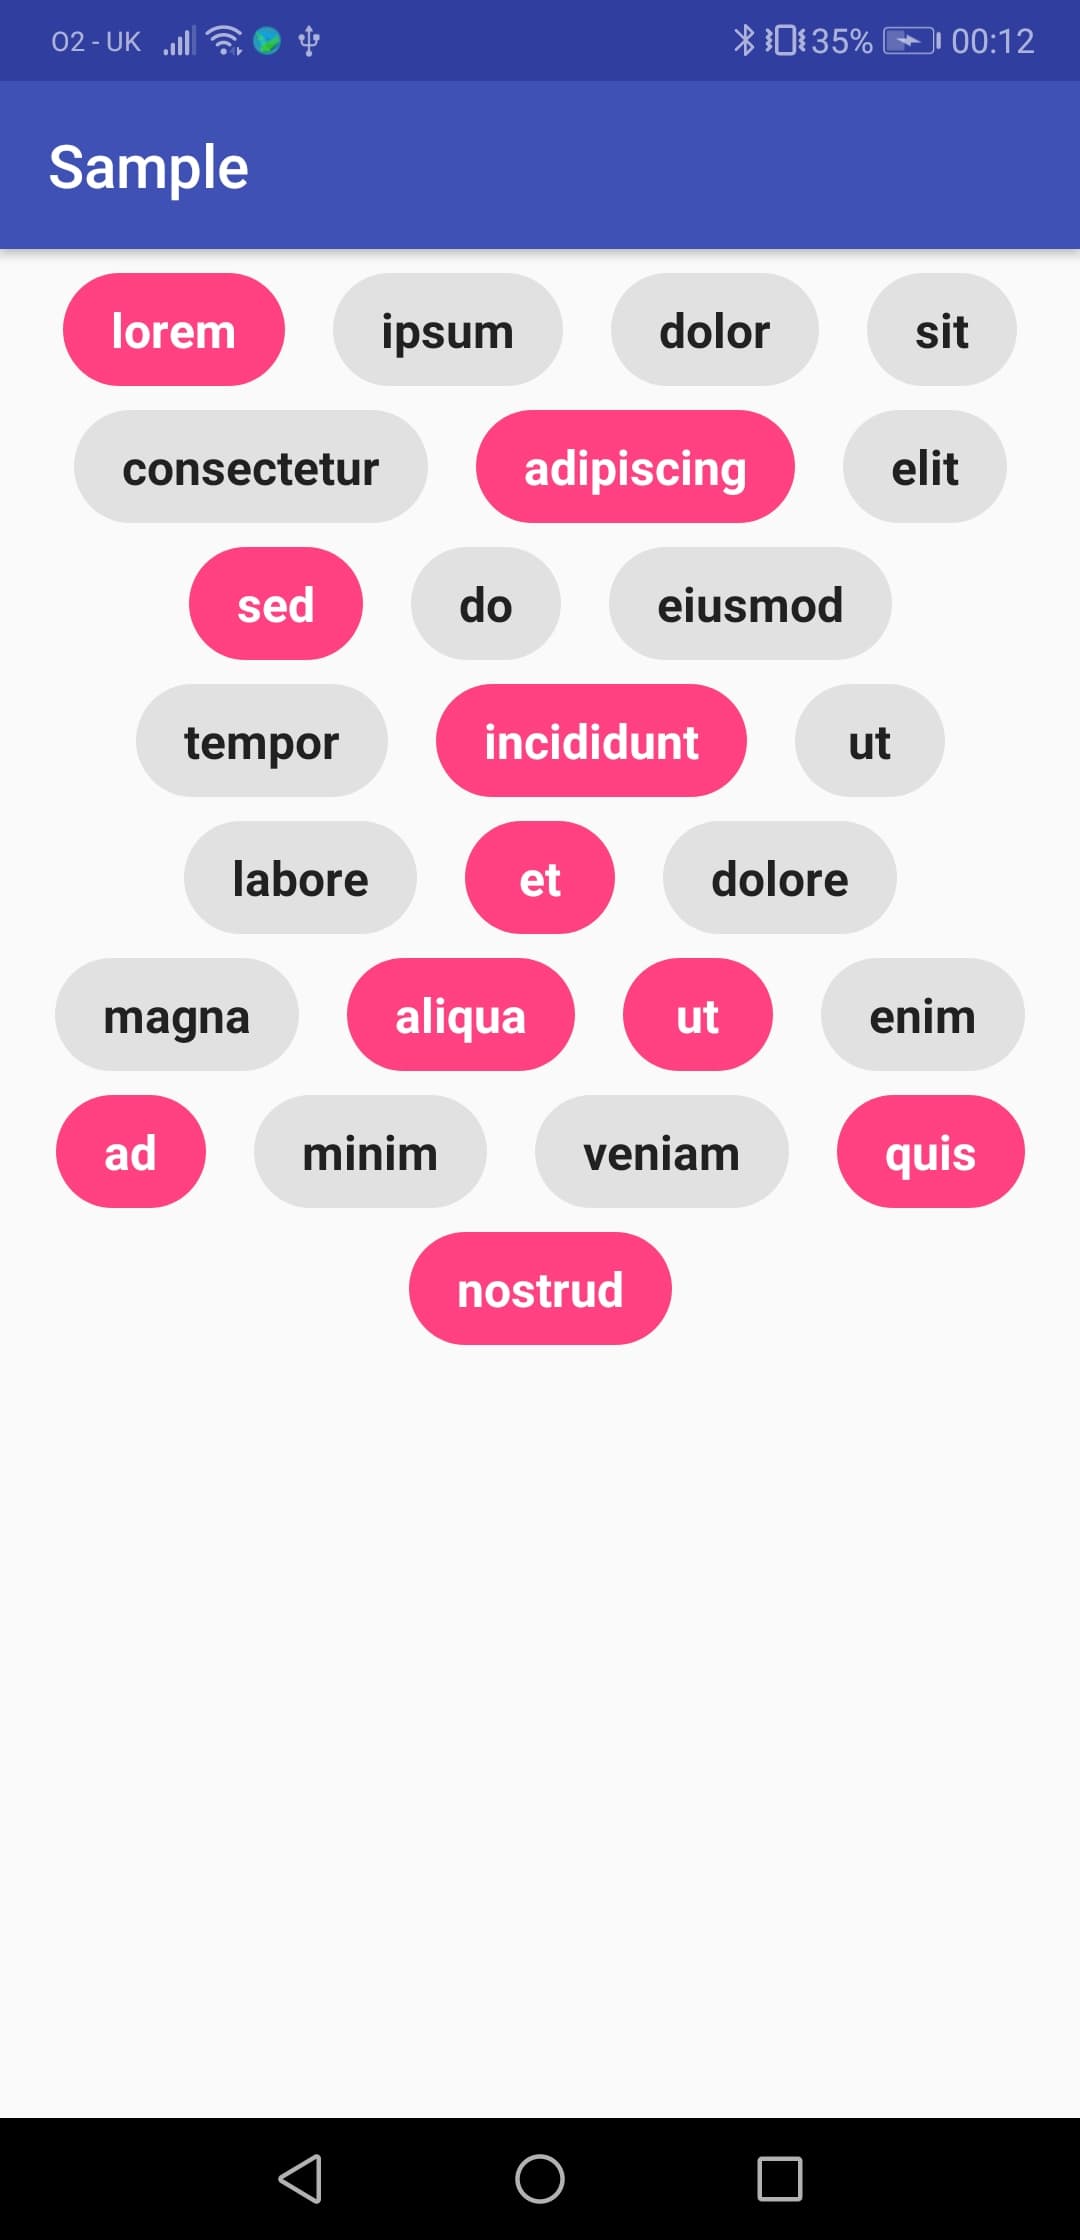 O2 - UK 35% 00:12
Sample
lorem ipsum dolor sit
consectetur adipiscing elit
sed do eiusmod
tempor incididunt ut
labore et dolore
magna aliqua ut enim
ad minim veniam quis
nostrud